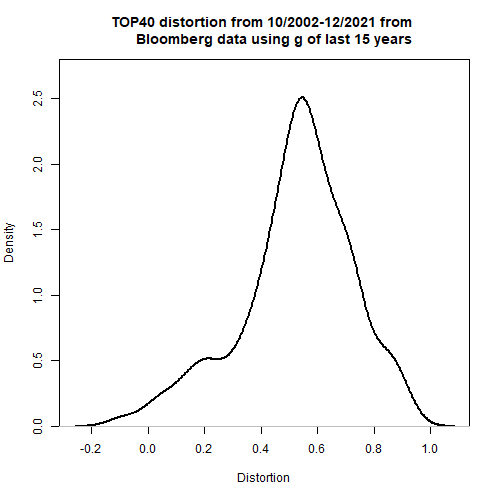 TOP40 distortion from 10/2002-12/2021 from
Bloomberg data using g of last 15 years
Density
2.5
2.0
1.5
1.0
0.5
0.0
-0.2 0.0 0.2 0.4 0.6 0.8 1.0
Distortion